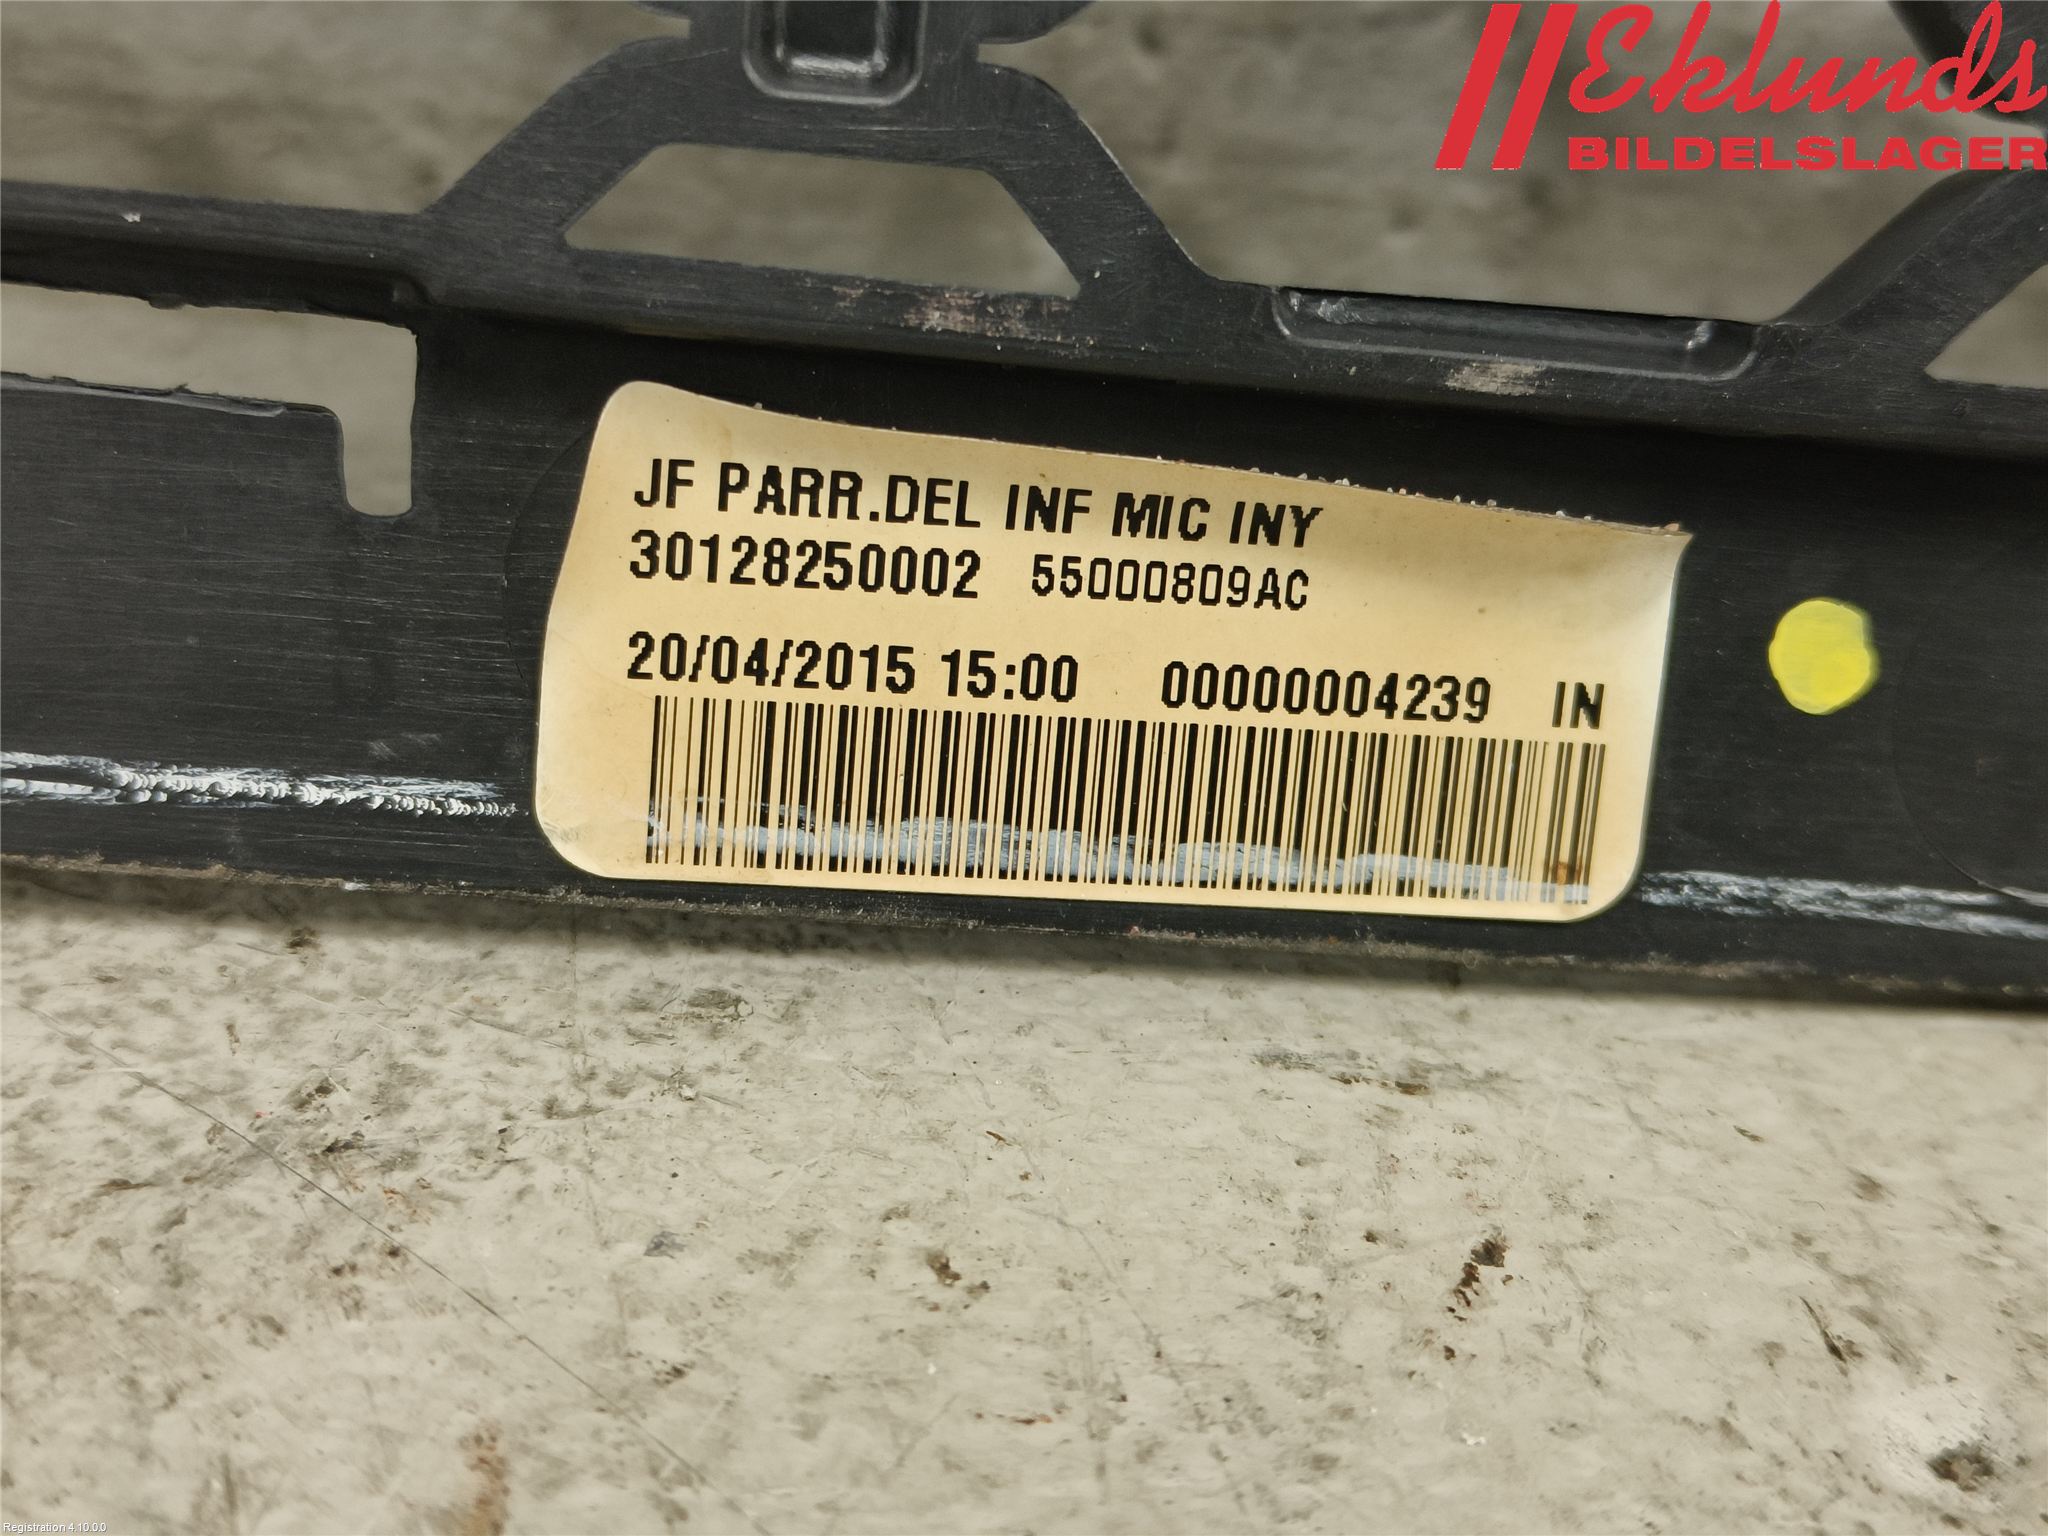 Eklunds
BILDELSLAGER
JF PARR.DEL INF MIC INY
30128250002 55000809AC
20/04/2015 15:00 00000004239 IN
Registration 4.10.0.0